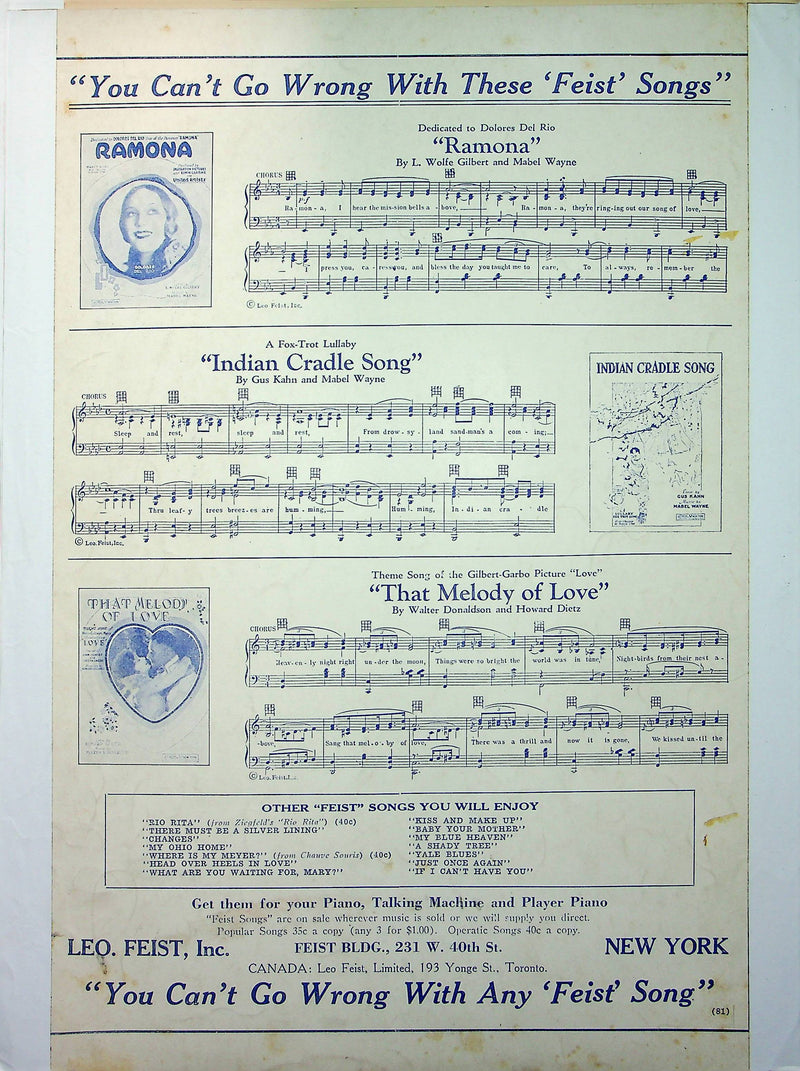 "You Can't Go Wrong With These 'Feist' Songs"
Dedicated to Dolores Del Rio
"Ramona"
By L. Wolfe Gilbert and Mabel Wayne
RAMONA
DOLORES DEL RIO
MABEL WAYNE
CHORUS
Ra - mon - a, I hear the mis-sion bells a - bove, Ra - mon - a, they're ring-ing out our song of love,
press you, ca - ress you, and bless the day you taught me to care, To al - ways, re - mem - ber the
© Leo Feist, Inc.
A Fox-Trot Lullaby
"Indian Cradle Song"
By Gus Kahn and Mabel Wayne
CHORUS
Sleep and rest, sleep and rest, From drow - sy - land sand-man's a com - ing;
Thru leaf - y trees breez - es are hum - ming, Hum - ming, In - di - an cra - dle
© Leo. Feist, Inc.
INDIAN CRADLE SONG
GUS KAHN
MABEL WAYNE
Theme Song of the Gilbert-Garbo Picture "Love"
"That Melody of Love"
By Walter Donaldson and Howard Dietz
THAT MELODY OF LOVE
LOVE
CHORUS
Heav - en - ly night right un - der the moon, Things were so bright the world was in tune, Night-birds from their nest a -
bove, Sang that mel - o - dy of love, There was a thrill and now it is gone, We kissed un - til the
© Leo. Feist, I..
OTHER "FEIST" SONGS YOU WILL ENJOY
"RIO RITA" (from Ziegfeld's "Rio Rita") (40c)
"THERE MUST BE A SILVER LINING"
"CHANGES"
"MY OHIO HOME"
"WHERE IS MY MEYER?" (from Chauve Souris) (40c)
"HEAD OVER HEELS IN LOVE"
"WHAT ARE YOU WAITING FOR, MARY?"
"KISS AND MAKE UP"
"BABY YOUR MOTHER"
"MY BLUE HEAVEN"
"A SHADY TREE"
"YALE BLUES"
"JUST ONCE AGAIN"
"IF I CAN'T HAVE YOU"
Get them for your Piano, Talking Machine and Player Piano
"Feist Songs" are on sale wherever music is sold or we will supply you direct.
Popular Songs 35c a copy (any 3 for $1.00). Operatic Songs 40c a copy.
LEO. FEIST, Inc. FEIST BLDG., 231 W. 40th St. NEW YORK
CANADA: Leo Feist, Limited, 193 Yonge St., Toronto.
"You Can't Go Wrong With Any 'Feist' Song"
(81)